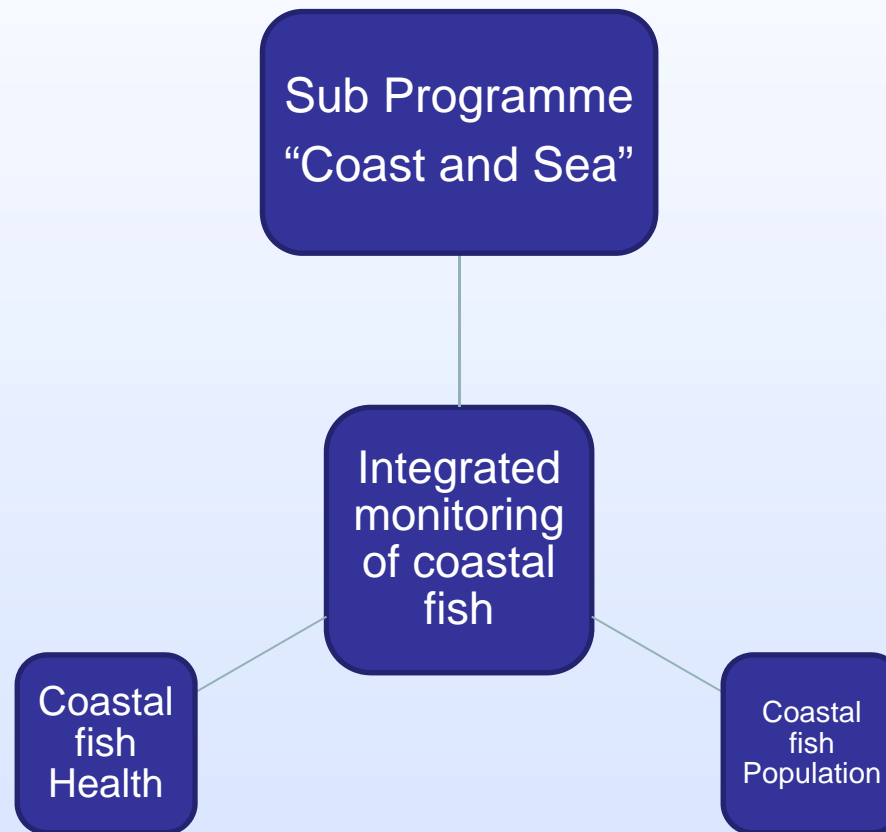 Sub Programme
“Coast and Sea”
Integrated
monitoring
of coastal
fish
Coastal
fish
Health
Coastal
fish
Population